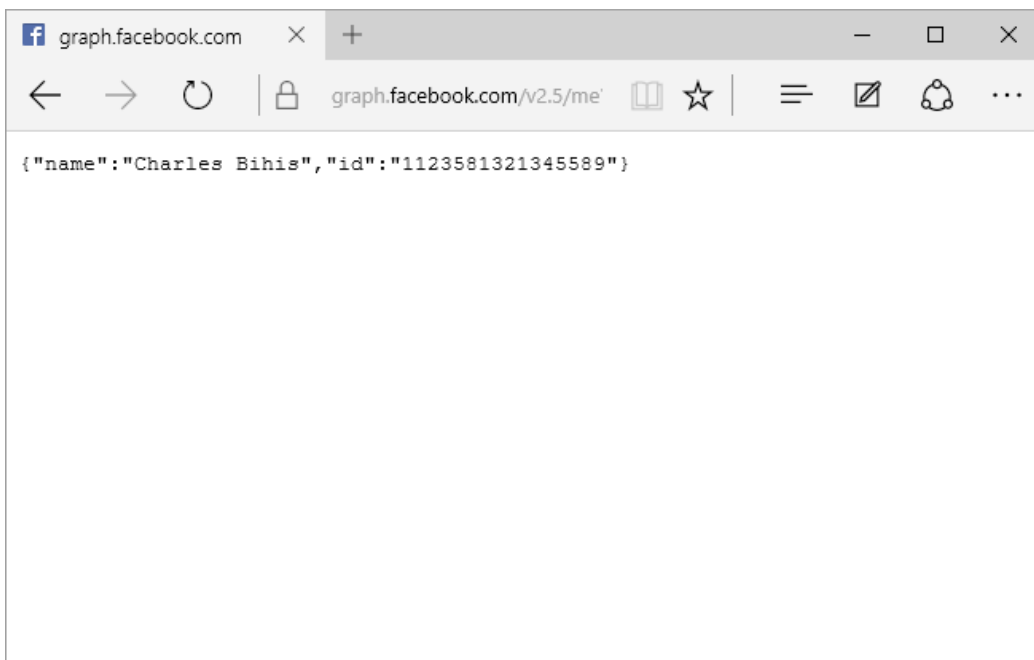 graph.facebook.com
graph.facebook.com/v2.5/me
{"name":"Charles Bihis","id":"1123581321345589"}